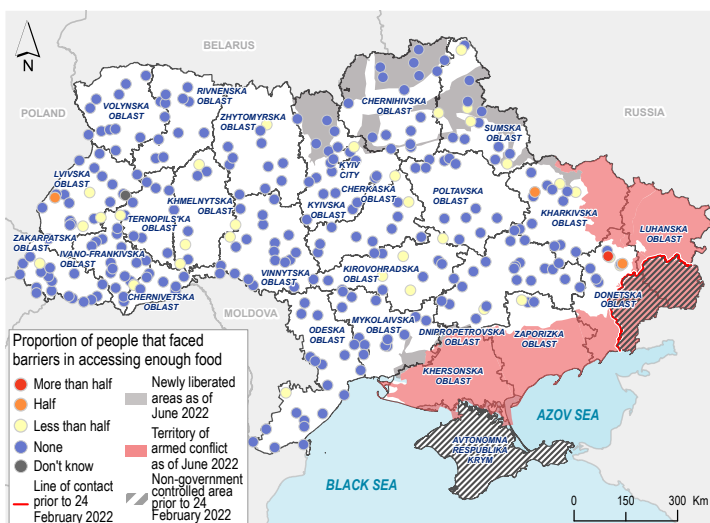 N
BELARUS
POLAND
RUSSIA
MOLDOVA
VOLYNSKA
OBLAST
RIVNENSKA
OBLAST
ZHYTOMYRSKA
OBLAST
CHERNIHIVSKA
OBLAST
SUMSKA
OBLAST
KYIV
CITY
LVIVSKA
OBLAST
KHMELNYTSKA
OBLAST
TERNOPILS'KA
OBLAST
KYIVSKA
OBLAST
CHERKASKA
OBLAST
POLTAVSKA
OBLAST
KHARKIVSKA
OBLAST
LUHANSKA
OBLAST
ZAKARPATSKA
OBLAST
IVANO-FRANKIVSKA
OBLAST
CHERNIVETSKA
OBLAST
VINNYTSKA
OBLAST
KIROVOHRADSKA
OBLAST
DONETSKA
OBLAST
ODESKA
OBLAST
MYKOLAIVSKA
OBLAST
DNIPROPETROVSKA
OBLAST
ZAPORIZKA
OBLAST
KHERSONSKA
OBLAST
AVTONOMNA
RESPUBLIKA
KRYM
AZOV SEA
BLACK SEA
Proportion of people that faced
barriers in accessing enough food
More than half
Half
Less than half
None
Don't know
Line of contact
prior to 24
February 2022
Newly liberated
areas as of
June 2022
Territory of
armed conflict
as of June 2022
Non-government
controlled area
prior to 24
February 2022
0 150 300 Km